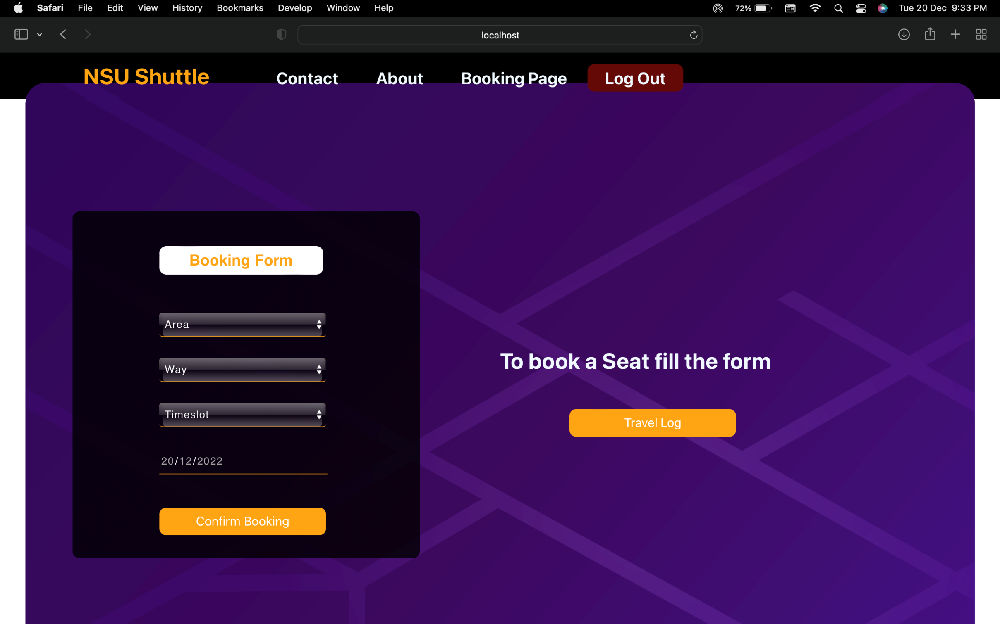 Safari File Edit View History Bookmarks Develop Window Help 72% Tue 20 Dec 9:33 PM
localhost
NSU Shuttle Contact About Booking Page Log Out
Booking Form
Area
Way
Timeslot
20/12/2022
Confirm Booking
To book a Seat fill the form
Travel Log